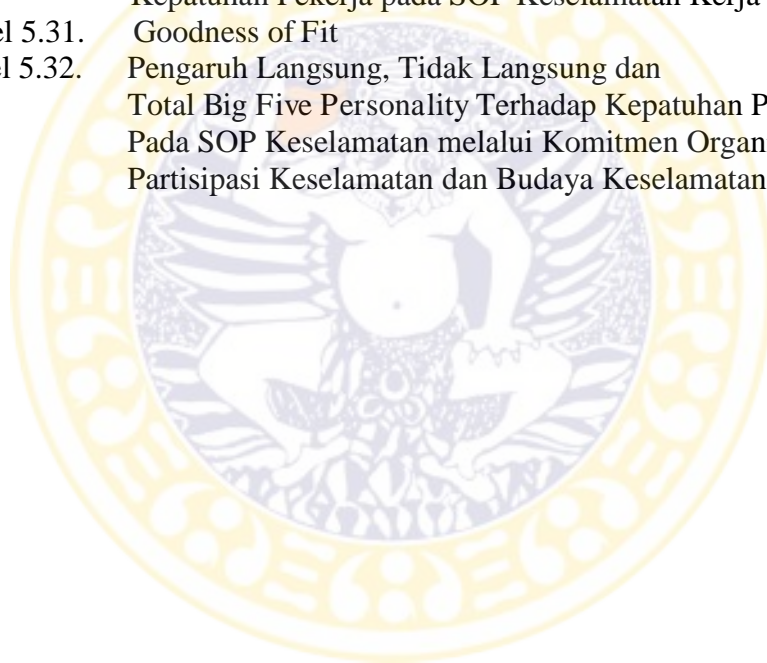 Kepatuhan Pekerja pada SOP Keselamatan Kerja
el 5.31. Goodness of Fit
el 5.32. Pengaruh Langsung, Tidak Langsung dan
Total Big Five Personality Terhadap Kepatuhan P
Pada SOP Keselamatan melalui Komitmen Organ
Partisipasi Keselamatan dan Budaya Keselamatan